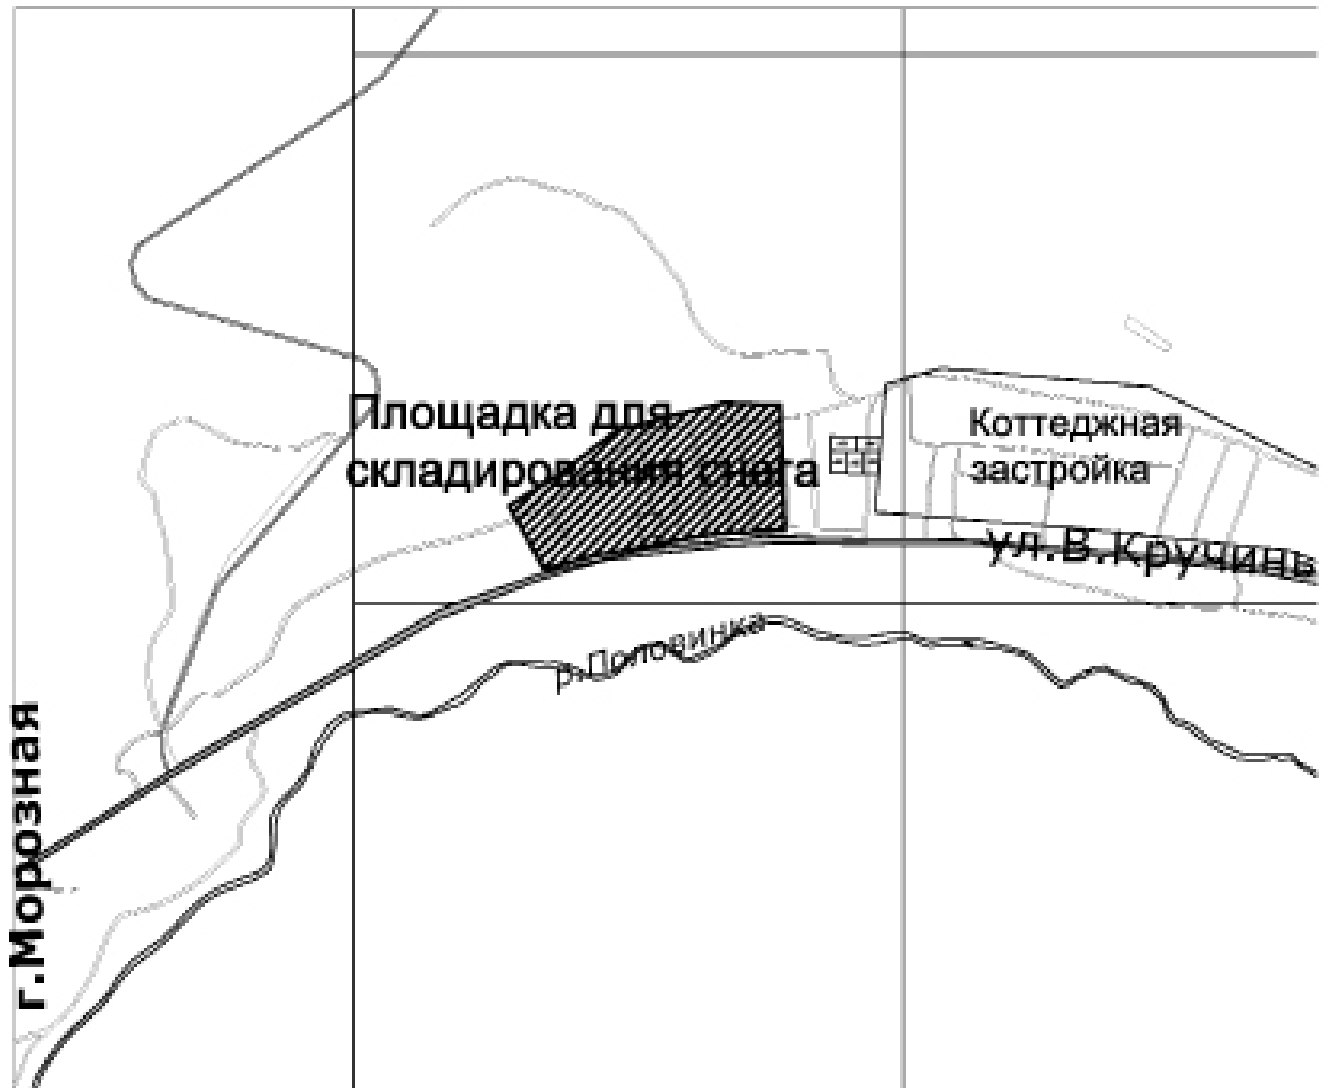 Площадка для
складирования снега
Коттеджная
застройка
ул.В.Кручины
р.Половинка
г.Морозная